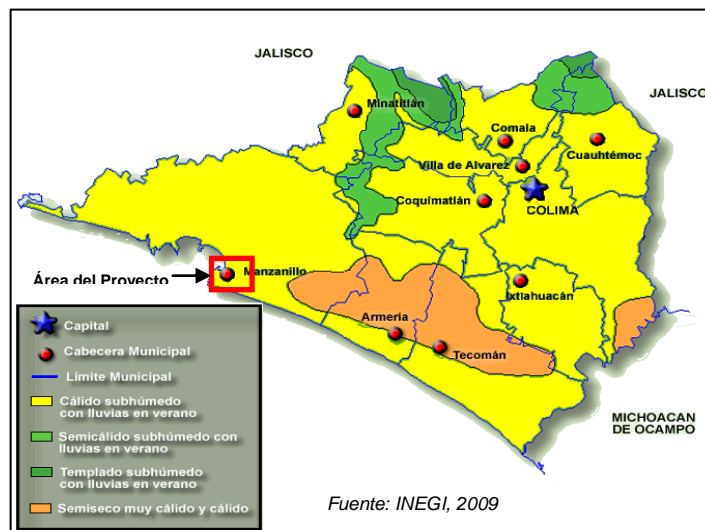 JALISCO
JALISCO
Minatitlán
Comala
Cuauhtémoc
Villa de Alvarez
Coquimatlán
COLIMA
Área del Proyecto
Manzanillo
Ixtlahuacán
Armería
Tecomán
Capital
Cabecera Municipal
Límite Municipal
Cálido subhúmedo
con lluvias en verano
Semicálido subhúmedo con
lluvias en verano
Templado subhúmedo
con lluvias en verano
Semiseco muy cálido y cálido
MICHOACAN
DE OCAMPO
Fuente: INEGI, 2009